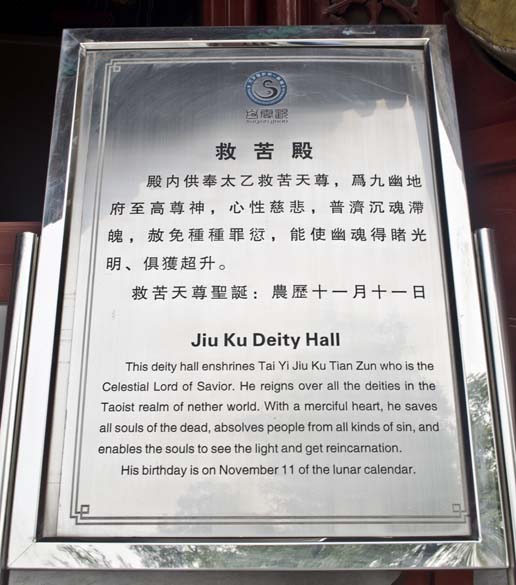 救苦殿
殿内供奉太乙救苦天尊，爲九幽地
府至高尊神，心性慈悲，普濟沉魂滯
魄，赦免種種罪愆，能使幽魂得睹光
明、俱獲超升。
救苦天尊聖誕：農歷十一月十一日
Jiu Ku Deity Hall
This deity hall enshrines Tai Yi Jiu Ku Tian Zun who is the
Celestial Lord of Savior. He reigns over all the deities in the
Taoist realm of nether world. With a merciful heart, he saves
all souls of the dead, absolves people from all kinds of sin, and
enables the souls to see the light and get reincarnation.
His birthday is on November 11 of the lunar calendar.